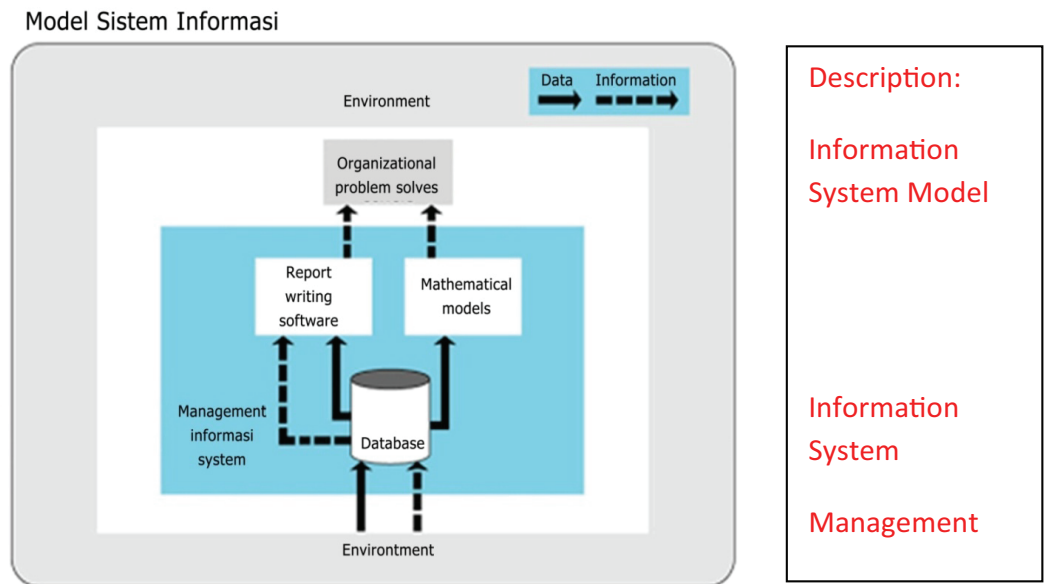 Model Sistem Informasi
Data Information
Environment
Organizational
problem solves
Report
writing
software
Mathematical
models
Management
informasi
system
Database
Environtment
Description:
Information
System Model
Information
System
Management